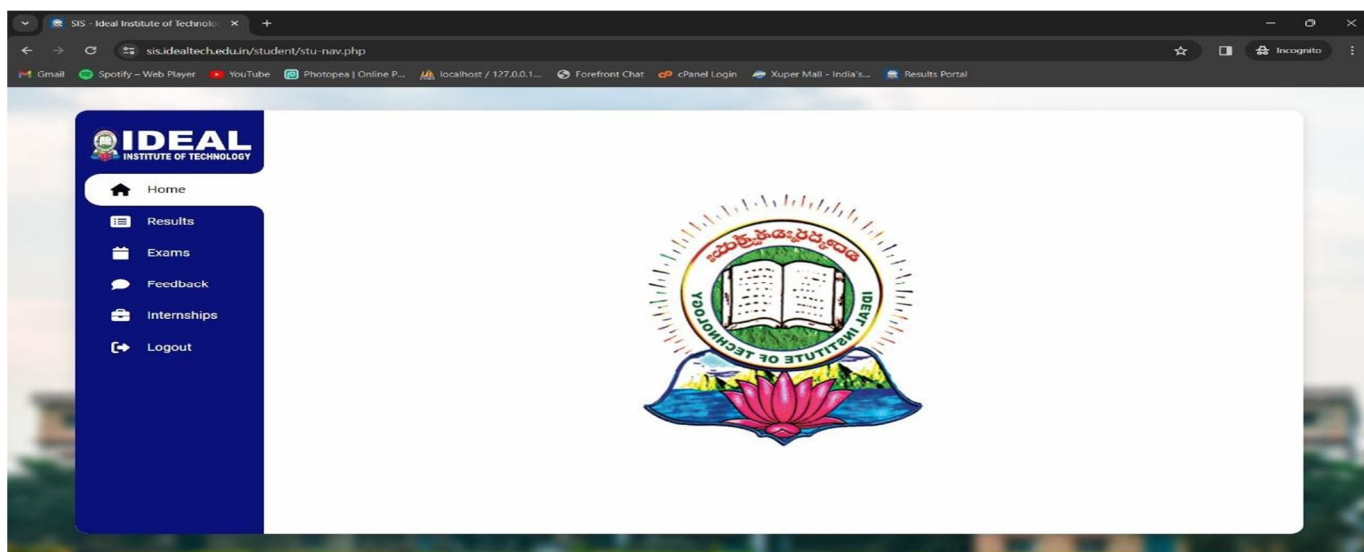 SIS - Ideal Institute of Technolo
sis.idealtech.edu.in/student/stu-nav.php
Incognito
Gmail
Spotify – Web Player
YouTube
Photopea | Online P...
localhost / 127.0.0.1...
Forefront Chat
cPanel Login
Xuper Mall - India's...
Results Portal
IDEAL
INSTITUTE OF TECHNOLOGY
Home
Results
Exams
Feedback
Internships
Logout
IDEAL INSTITUTE OF TECHNOLOGY